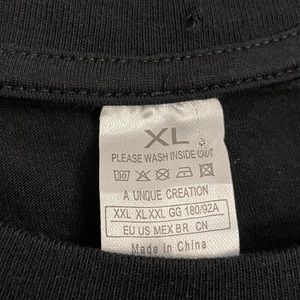 XL
PLEASE WASH INSIDE OUT
30
A UNQUE CREATION
XXL XL XXL GG 180/92A
EU US MEX BR CN
Made in China